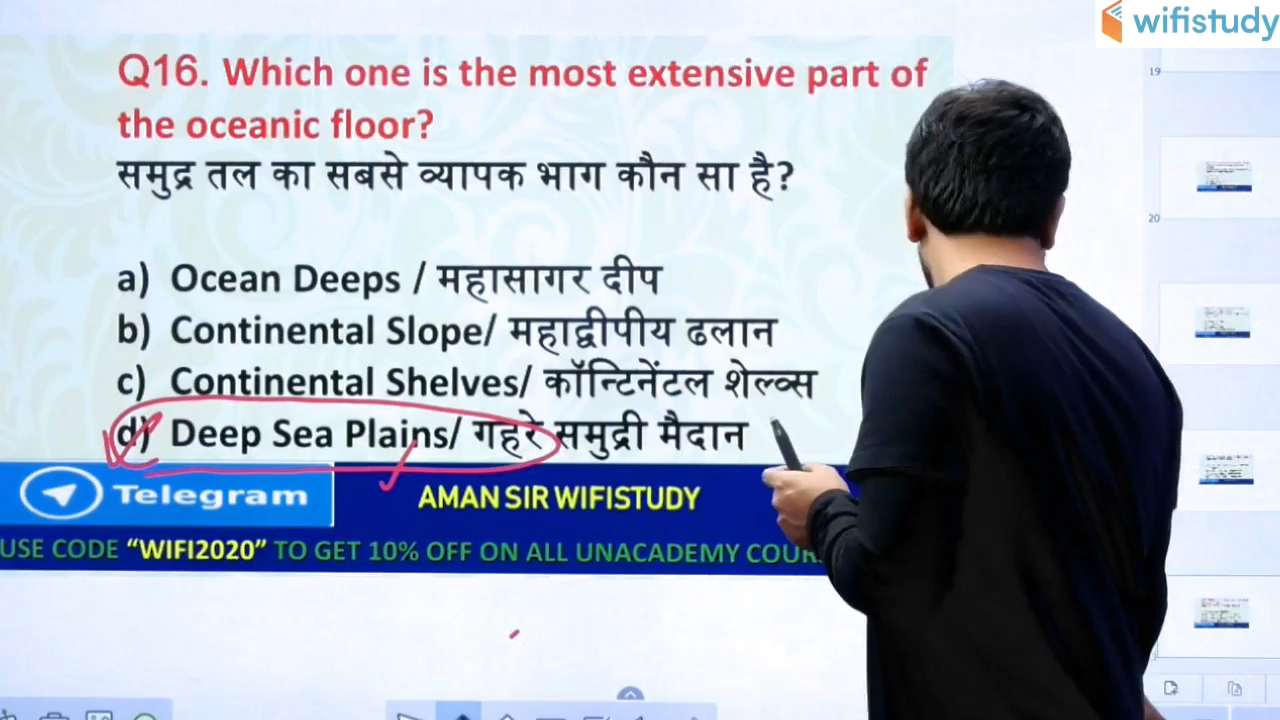 wifistudy
Q16. Which one is the most extensive part of
the oceanic floor?
समुद्र तल का सबसे व्यापक भाग कौन सा है?
a) Ocean Deeps / महासागर दीप
b) Continental Slope/ महाद्वीपीय ढलान
c) Continental Shelves/ कॉन्टिनेंटल शेल्व्स
d) Deep Sea Plains/ गहरे समुद्री मैदान
Telegram
AMAN SIR WIFISTUDY
USE CODE “WIFI2020” TO GET 10% OFF ON ALL UNACADEMY
19
20